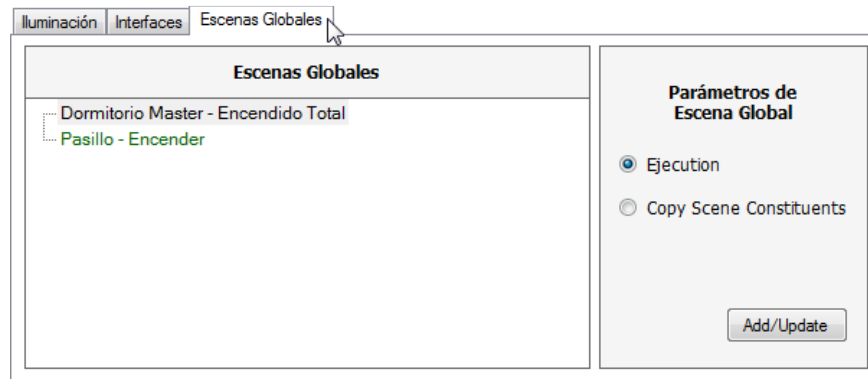 Iluminación Interfaces Escenas Globales
Escenas Globales
Dormitorio Master - Encendido Total
Pasillo - Encender
Parámetros de
Escena Global
Ejecution
Copy Scene Constituents
Add/Update